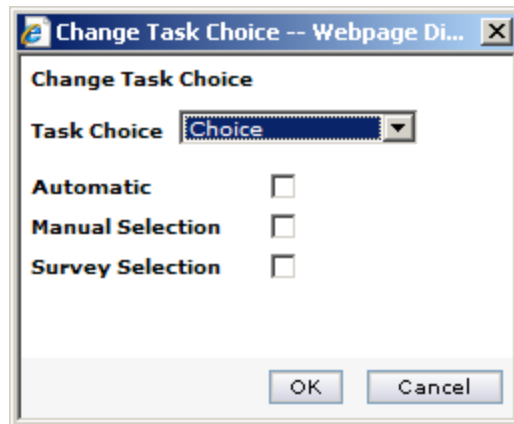 Change Task Choice -- Webpage Di...
Change Task Choice
Task Choice Choice
Automatic
Manual Selection
Survey Selection
OK Cancel